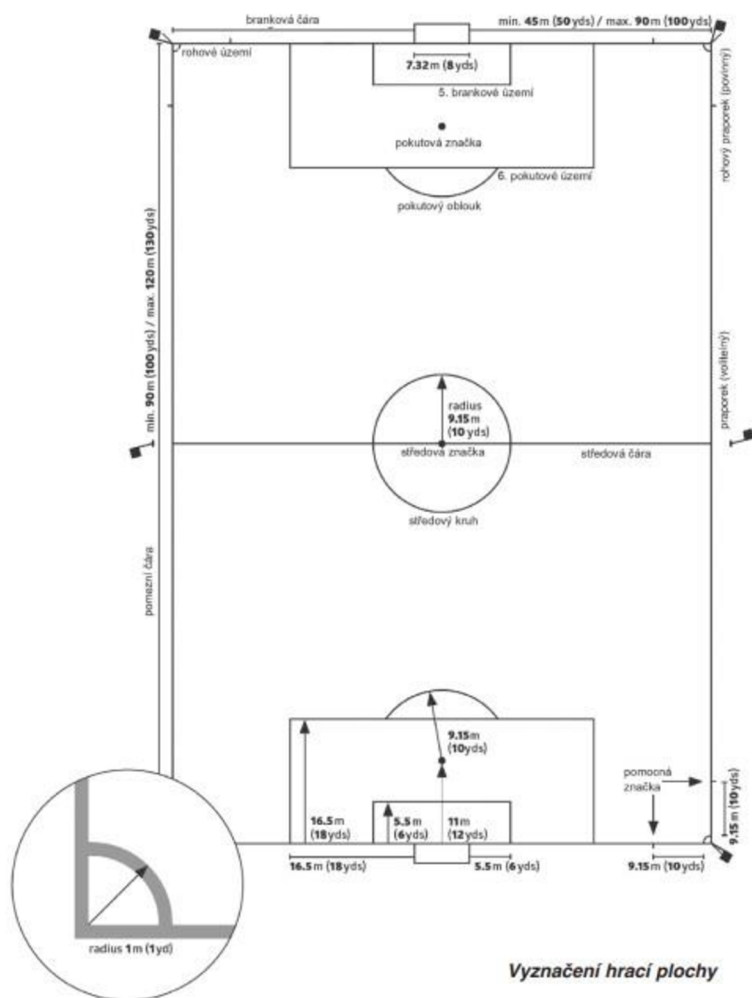 branková čára
min. 45 m (50 yds) / max. 90 m (100 yds)
rohové území
7.32 m (8 yds)
5. brankové území
rohový praporek (povinný)
pokutová značka
6. pokutové území
pokutový oblouk
min. 90 m (100 yds) / max. 120 m (130 yds)
praporek (volitelný)
radius
9.15 m
(10 yds)
středová značka
středová čára
středový kruh
pomezní čára
9.15 m
(10 yds)
pomocná
značka
9.15 m (10 yds)
16.5 m
(18 yds)
5.5 m
(6 yds)
11 m
(12 yds)
16.5 m (18 yds)
5.5 m (6 yds)
9.15 m (10 yds)
radius 1 m (1 yd)
Vyznačení hrací plochy